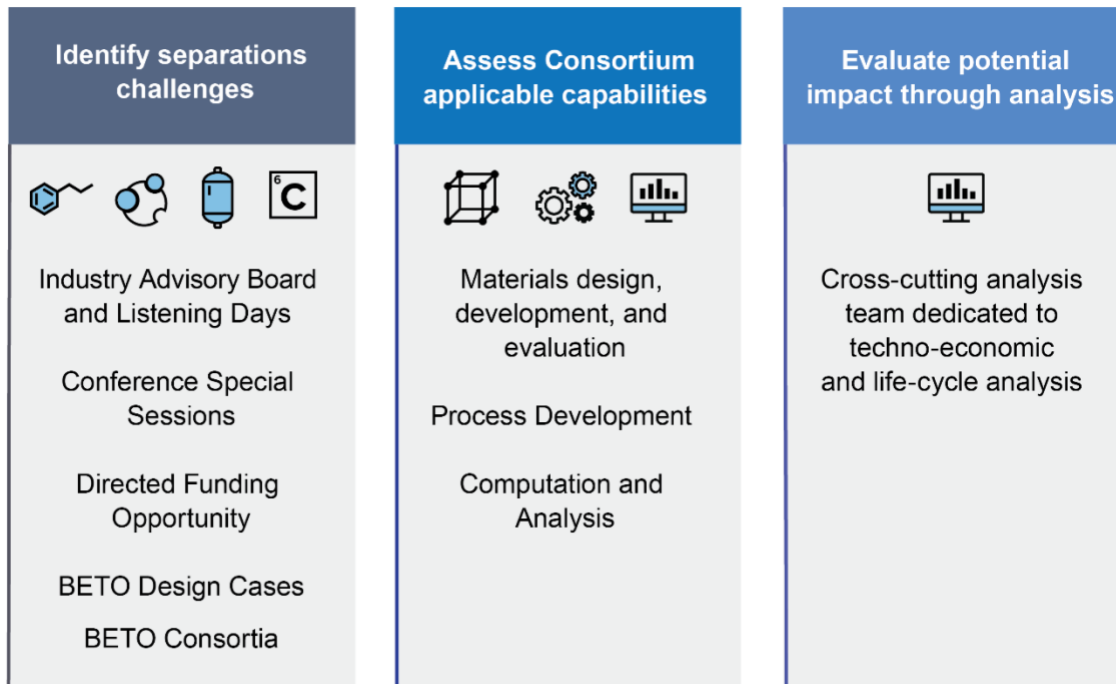 Identify separations
challenges
6
C
Industry Advisory Board
and Listening Days
Conference Special
Sessions
Directed Funding
Opportunity
BETO Design Cases
BETO Consortia
Assess Consortium
applicable capabilities
Materials design,
development, and
evaluation
Process Development
Computation and
Analysis
Evaluate potential
impact through analysis
Cross-cutting analysis
team dedicated to
techno-economic
and life-cycle analysis